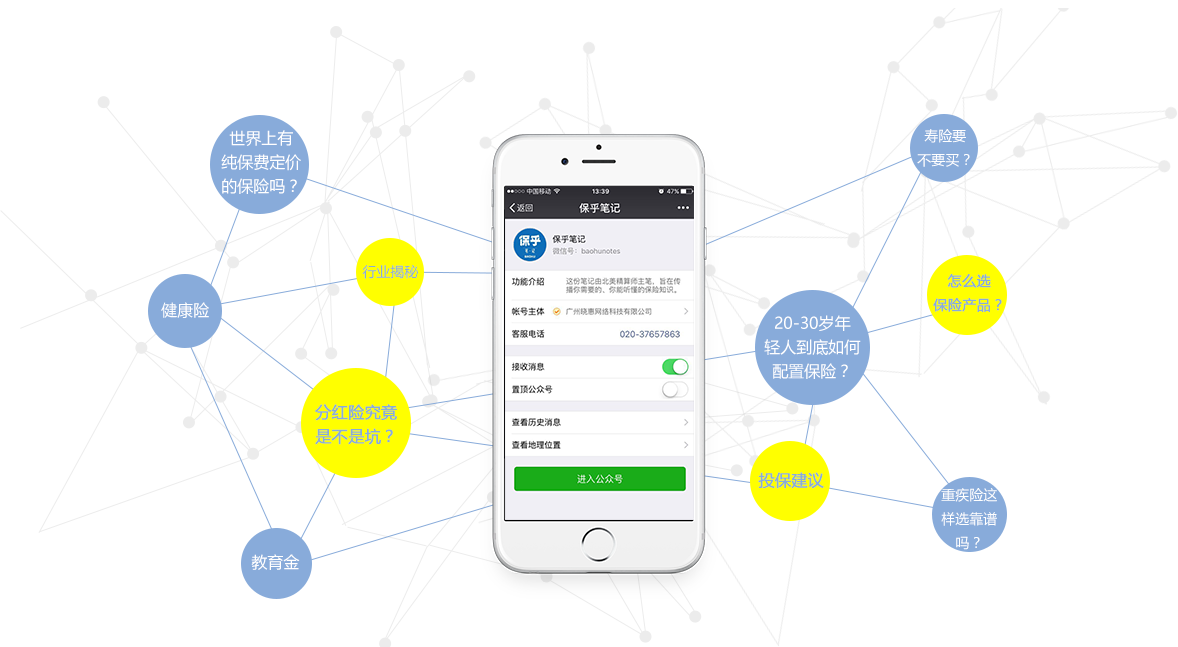 世界上有
纯保费定价
的保险吗？
行业揭秘
健康险
分红险究竟
是不是坑？
教育金
中国移动
13:39
47%
返回
保乎笔记
保乎
保乎笔记
微信号：baohunotes
功能介绍
这份笔记由北美精算师主笔，旨在传
播你需要的、你能听懂的保险知识。
帐号主体
广州晓惠网络科技有限公司
客服电话
020-37657863
接收消息
置顶公众号
查看历史消息
查看地理位置
进入公众号
寿险要
不要买？
怎么选
保险产品？
20-30岁年
轻人到底如何
配置保险？
投保建议
重疾险这
样选靠谱
吗？